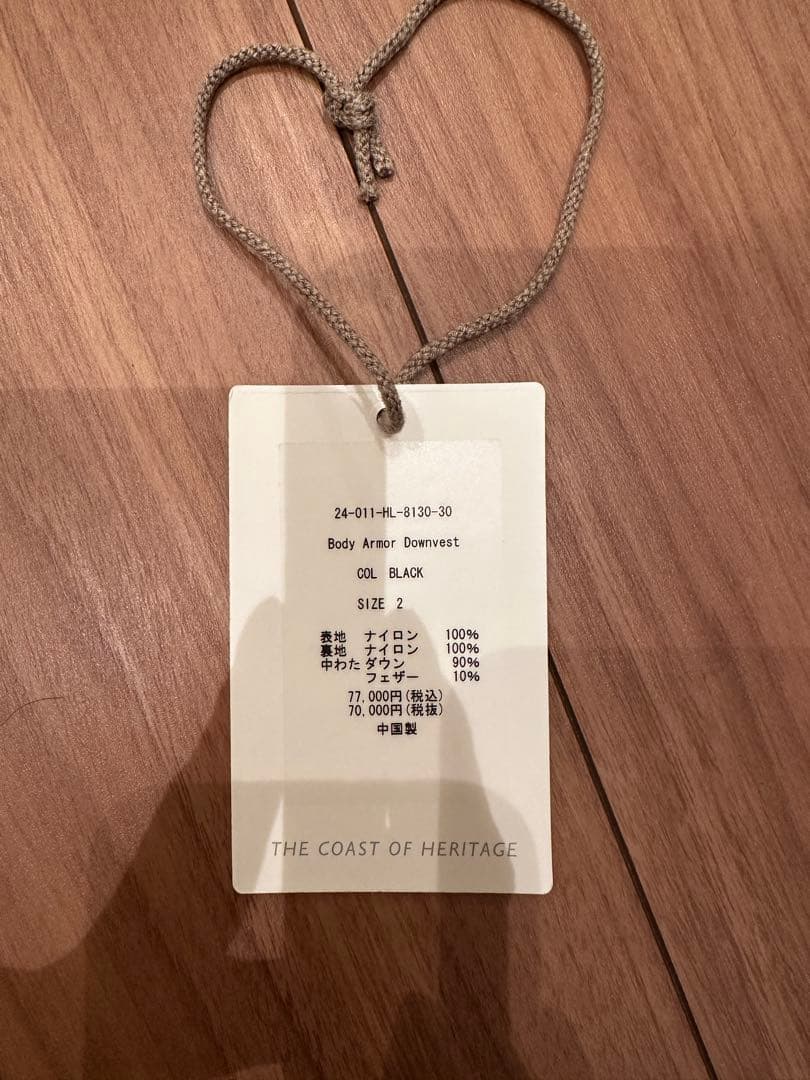 24-011-HL-8130-30
Body Armor Downvest
COL BLACK
SIZE 2
表地 ナイロン 100%
裏地 ナイロン 100%
中わた ダウン 90%
フェザー 10%
77,000円(税込)
70,000円(税抜)
中国製
THE COAST OF HERITAGE